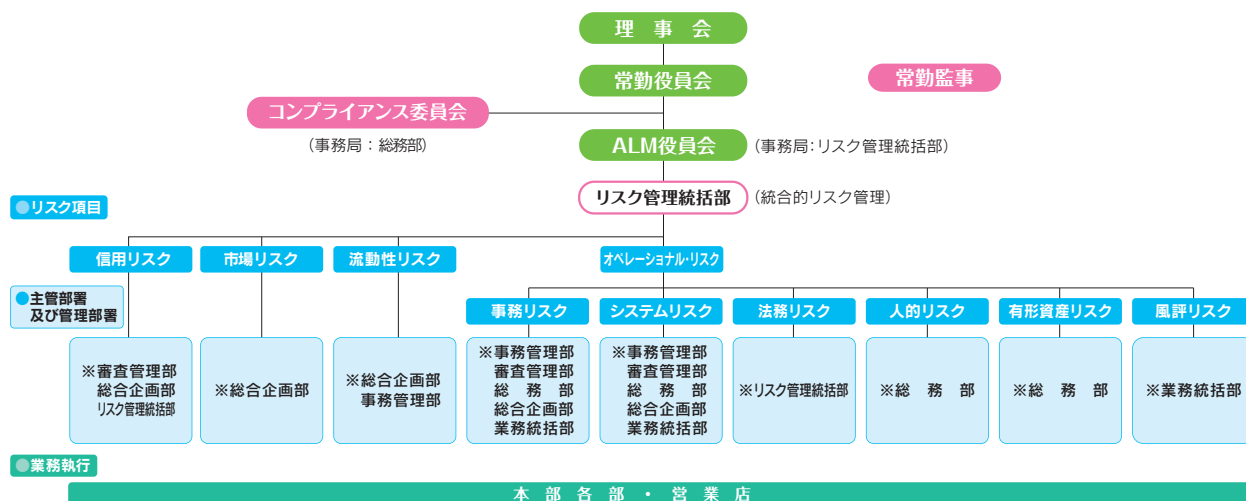 理事会
常勤役員会
常勤監事
コンプライアンス委員会
(事務局：総務部)
ALM役員会
(事務局：リスク管理統括部)
リスク管理統括部
(統合的リスク管理)
●リスク項目
信用リスク
市場リスク
流動性リスク
オペレーショナル・リスク
●主管部署
及び管理部署
事務リスク
システムリスク
法務リスク
人的リスク
有形資産リスク
風評リスク
※審査管理部
総合企画部
リスク管理統括部
※総合企画部
※総合企画部
事務管理部
※事務管理部
審査管理部
総務部
総合企画部
業務統括部
※事務管理部
審査管理部
総務部
総合企画部
業務統括部
※リスク管理統括部
※総務部
※総務部
※業務統括部
●業務執行
本部各部・営業店